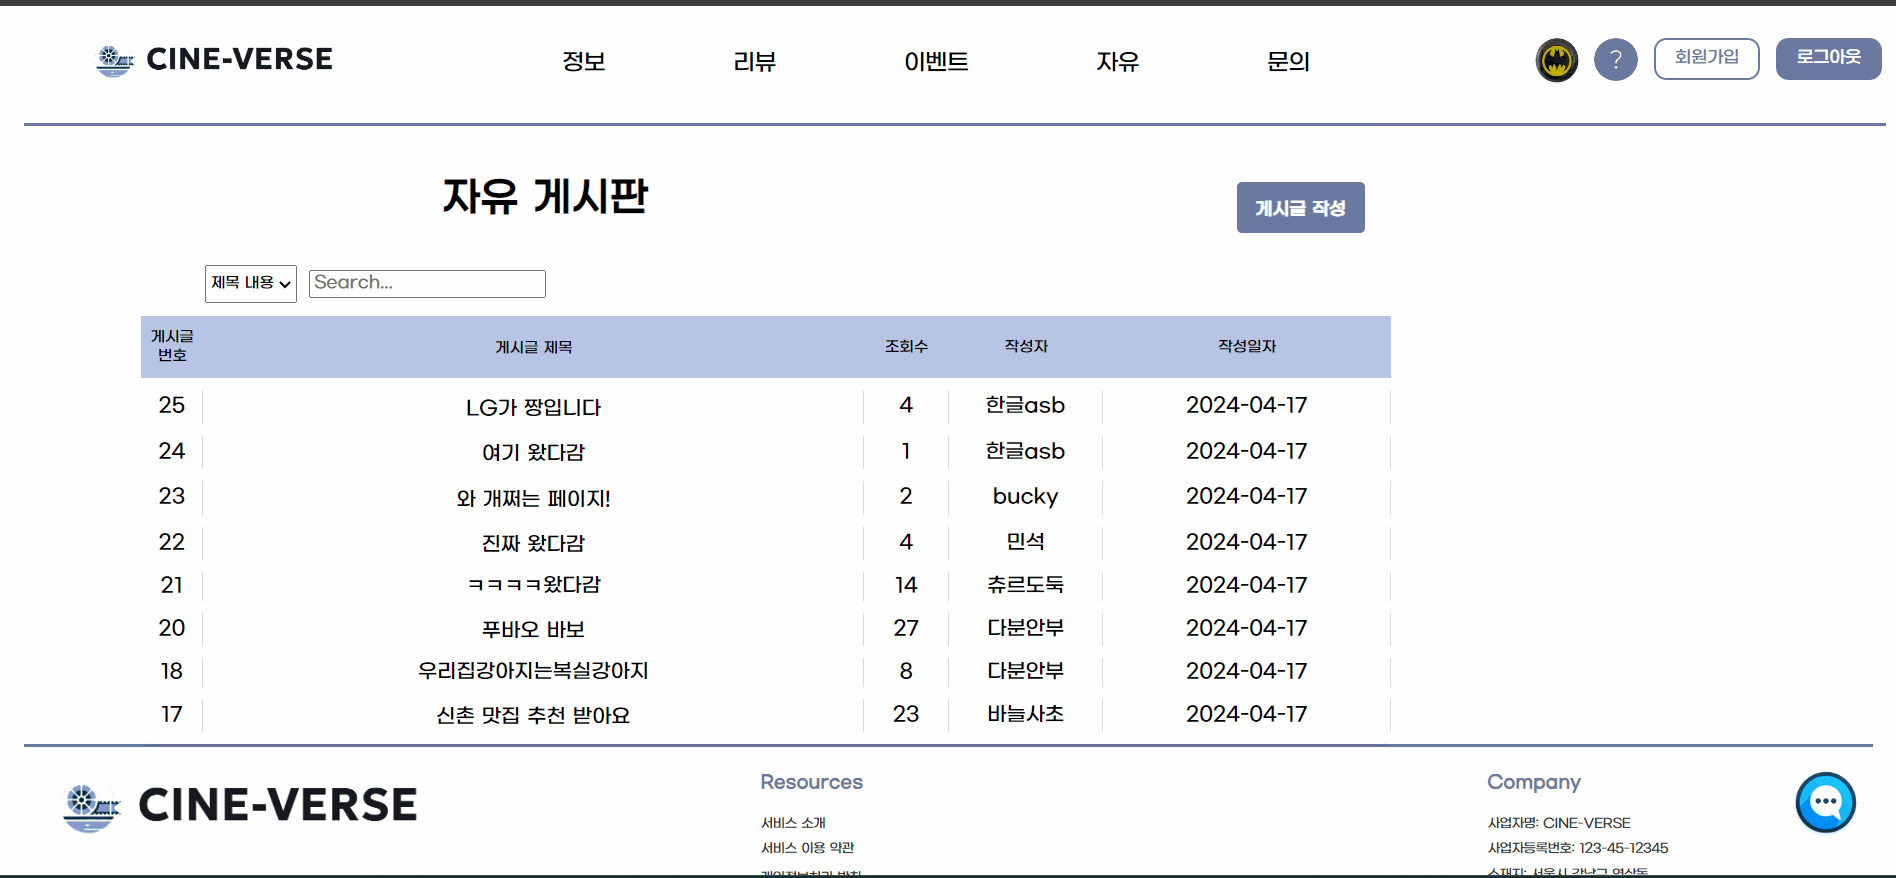 CINE-VERSE 정보 리뷰 이벤트 자유 문의 ? 회원가입 로그아웃
자유 게시판
게시글 작성
제목 내용 Search...
게시글 번호 게시글 제목 조회수 작성자 작성일자
25 LG가 짱입니다 4 한글asb 2024-04-17
24 여기 왔다감 1 한글asb 2024-04-17
23 와 개쩌는 페이지! 2 bucky 2024-04-17
22 진짜 왔다감 4 민석 2024-04-17
21 ㅋㅋㅋㅋ왔다감 14 츄르도둑 2024-04-17
20 푸바오 바보 27 다분안부 2024-04-17
18 우리집강아지는복실강아지 8 다분안부 2024-04-17
17 신촌 맛집 추천 받아요 23 바늘사초 2024-04-17
CINE-VERSE
Resources
서비스 소개
서비스 이용 약관
Company
사업자명: CINE-VERSE
사업자등록번호: 123-45-12345